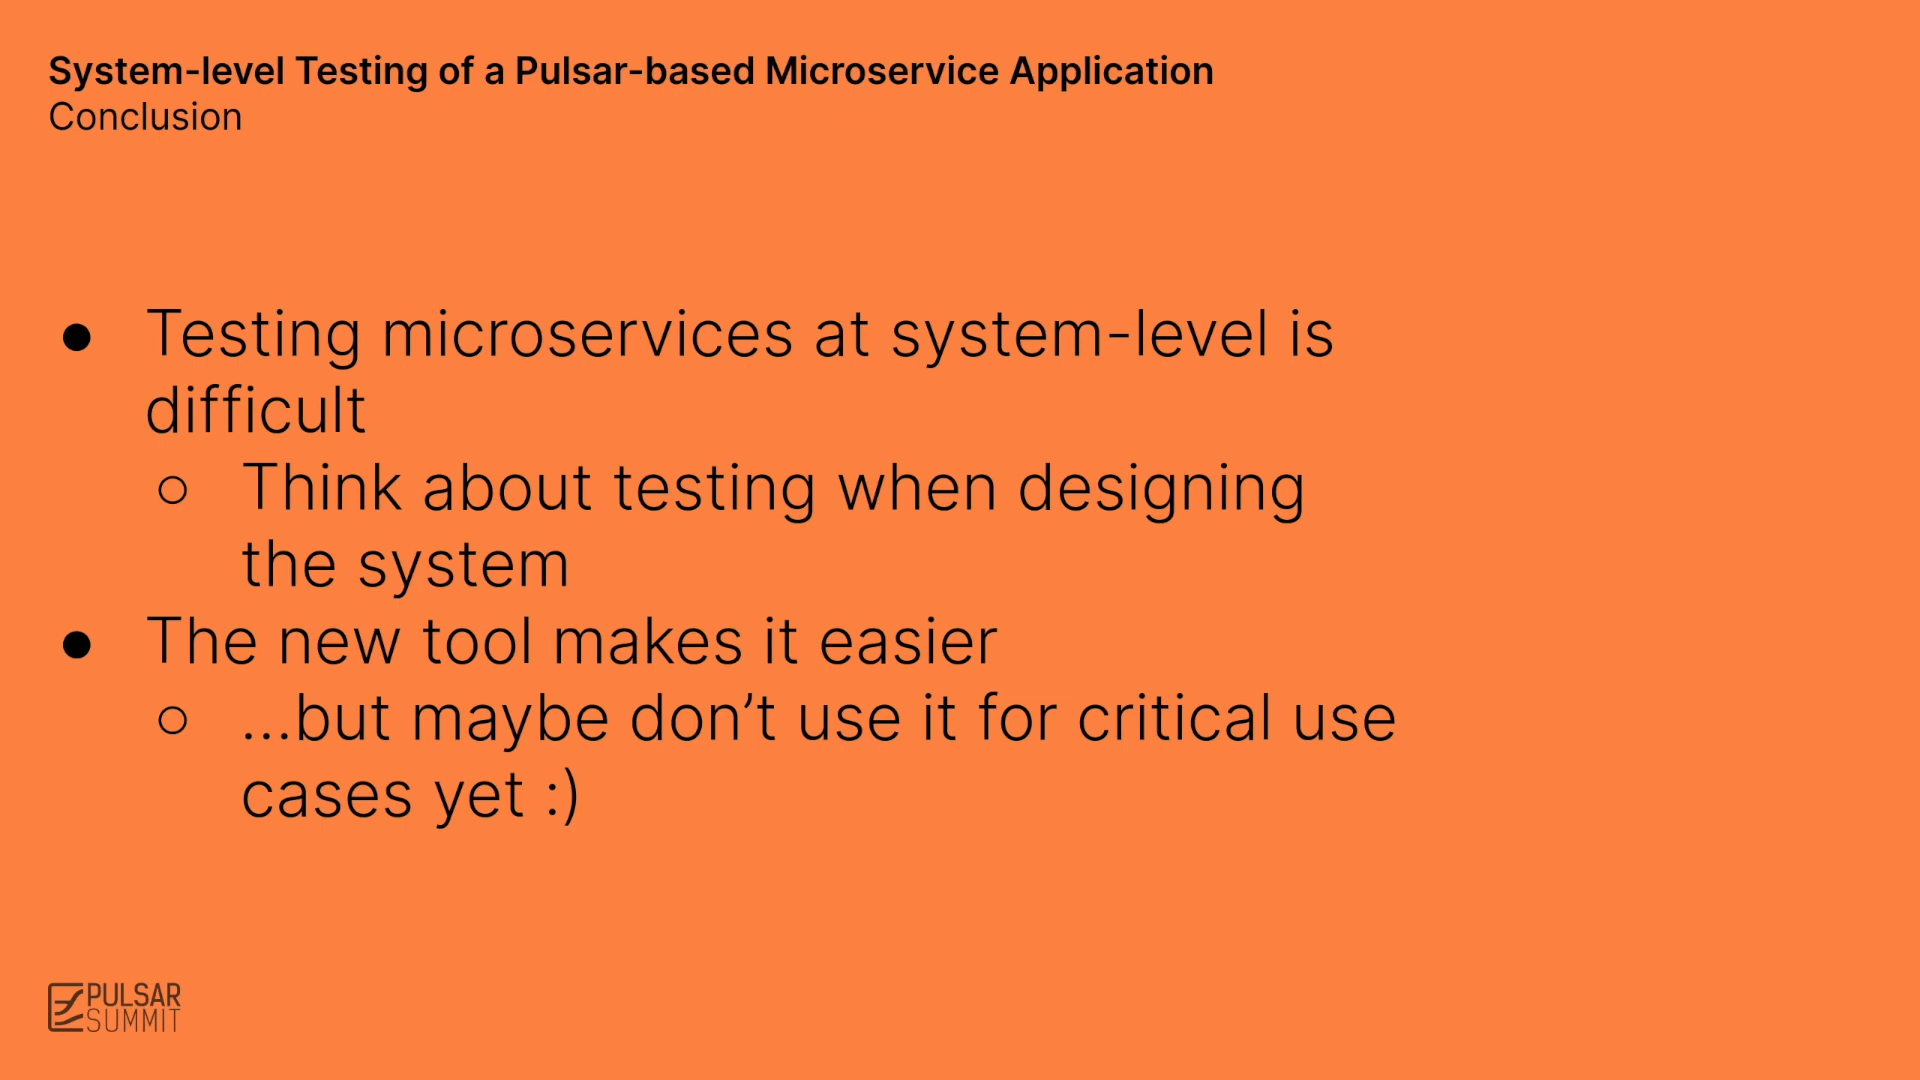 System-level Testing of a Pulsar-based Microservice Application
Conclusion
● Testing microservices at system-level is
difficult
○ Think about testing when designing
the system
● The new tool makes it easier
○ …but maybe don’t use it for critical use
cases yet :)
PULSAR
SUMMIT